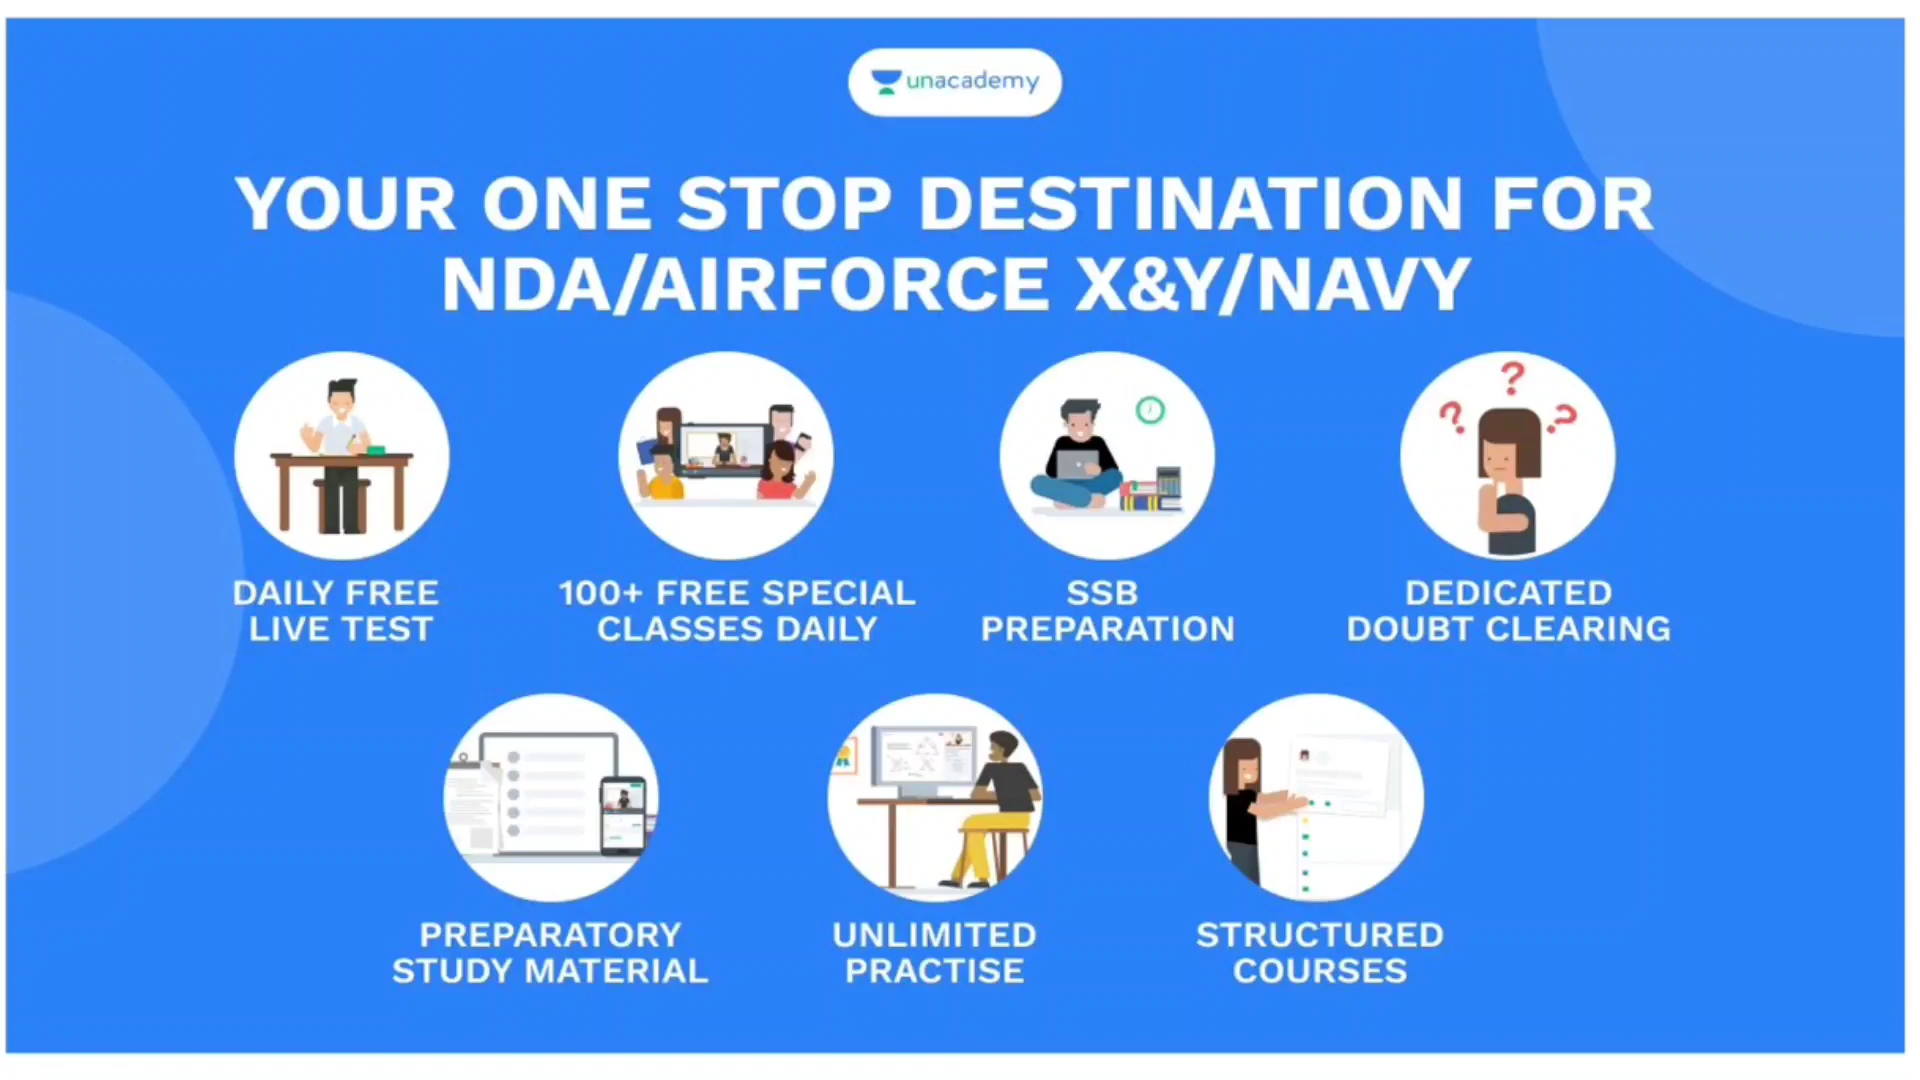 unacademy
YOUR ONE STOP DESTINATION FOR
NDA/AIRFORCE X&Y/NAVY
DAILY FREE
LIVE TEST
100+ FREE SPECIAL
CLASSES DAILY
SSB
PREPARATION
DEDICATED
DOUBT CLEARING
PREPARATORY
STUDY MATERIAL
UNLIMITED
PRACTISE
STRUCTURED
COURSES